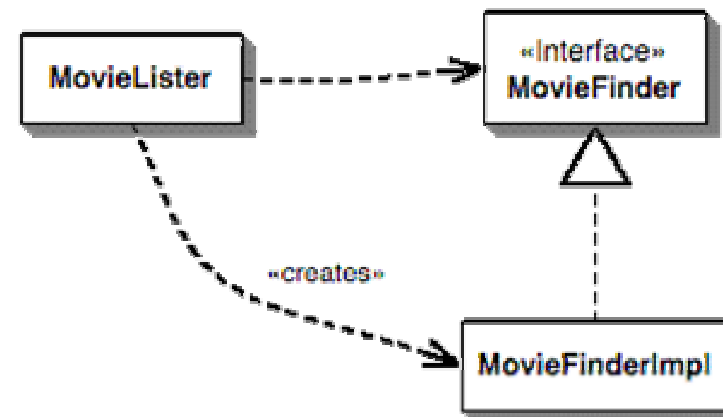 MovieLister
«Interface»
MovieFinder
«creates»
MovieFinderImpl